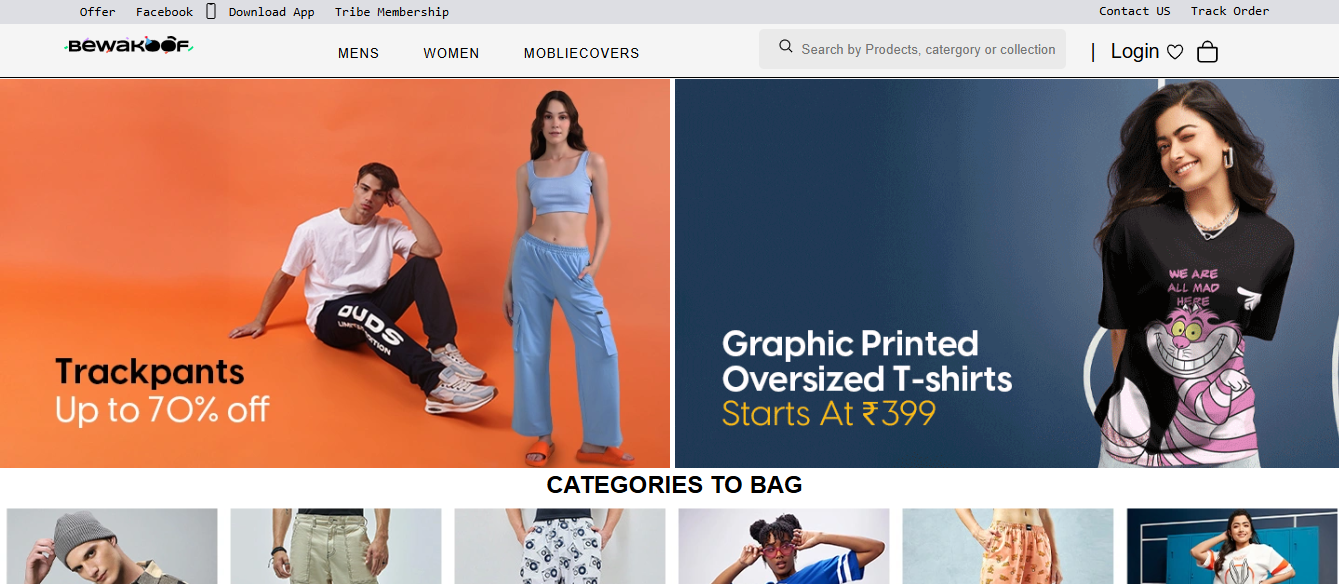 Offer Facebook Download App Tribe Membership Contact US Track Order
BEWAKOOF
MENS WOMEN MOBLIECOVERS Search by Prodects, catergory or collection | Login
DUDS
LIMITED EDITION
Trackpants
Up to 70% off
WE ARE
ALL MAD
HERE
Graphic Printed
Oversized T-shirts
Starts At ₹399
CATEGORIES TO BAG